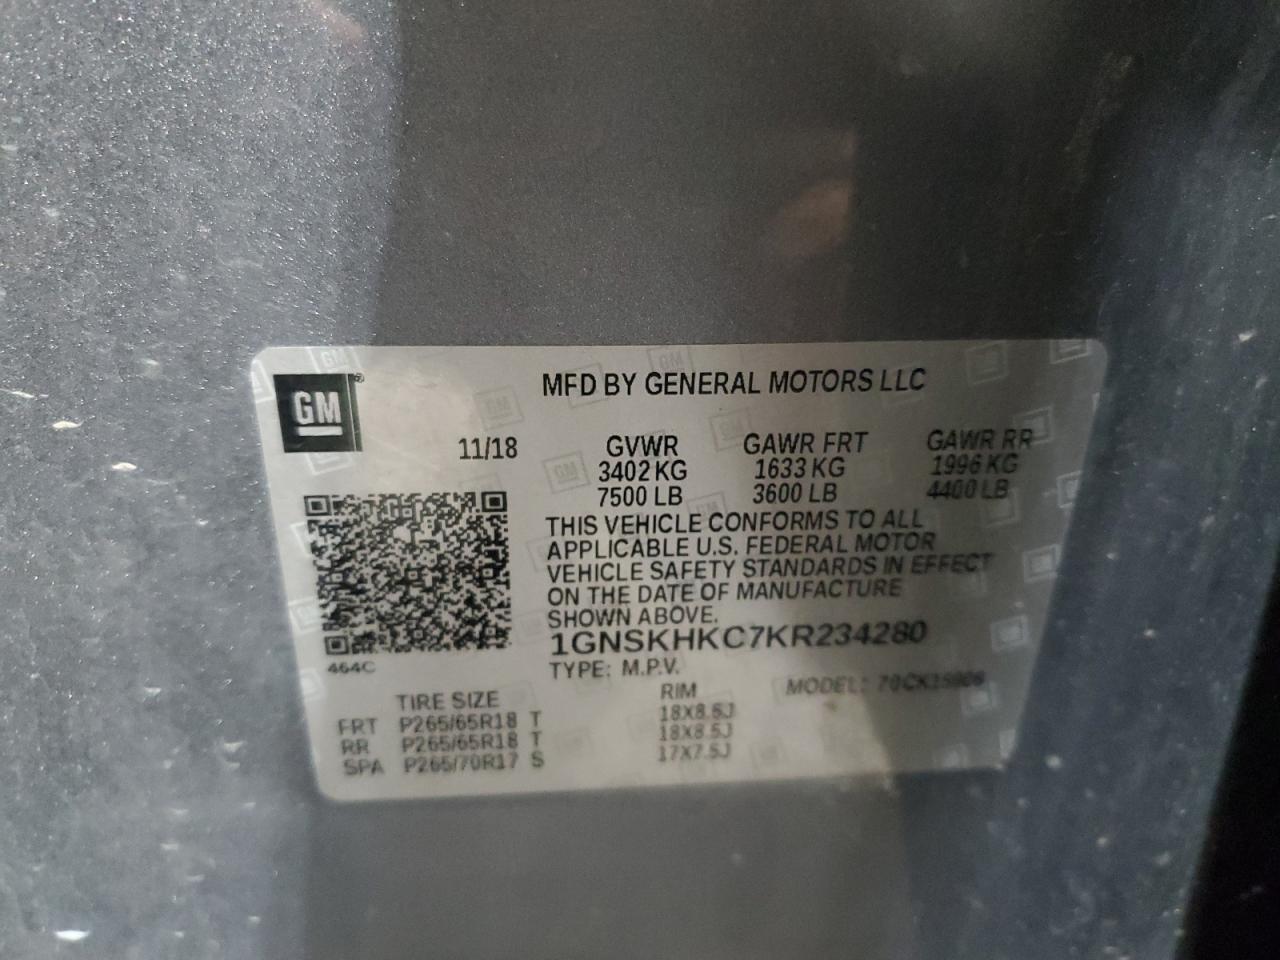 GM
MFD BY GENERAL MOTORS LLC
11/18 GVWR GAWR FRT GAWR RR
3402 KG 1633 KG 1996 KG
7500 LB 3600 LB 4400 LB
THIS VEHICLE CONFORMS TO ALL
APPLICABLE U.S. FEDERAL MOTOR
VEHICLE SAFETY STANDARDS IN EFFECT
ON THE DATE OF MANUFACTURE
SHOWN ABOVE.
1GNSKHKC7KR234280
464C
TYPE: M.P.V.
MODEL:
TIRE SIZE RIM
FRT P265/65R18 T 18X8.5J
RR P265/65R18 T 18X8.5J
SPA P265/70R17 S 17X7.5J